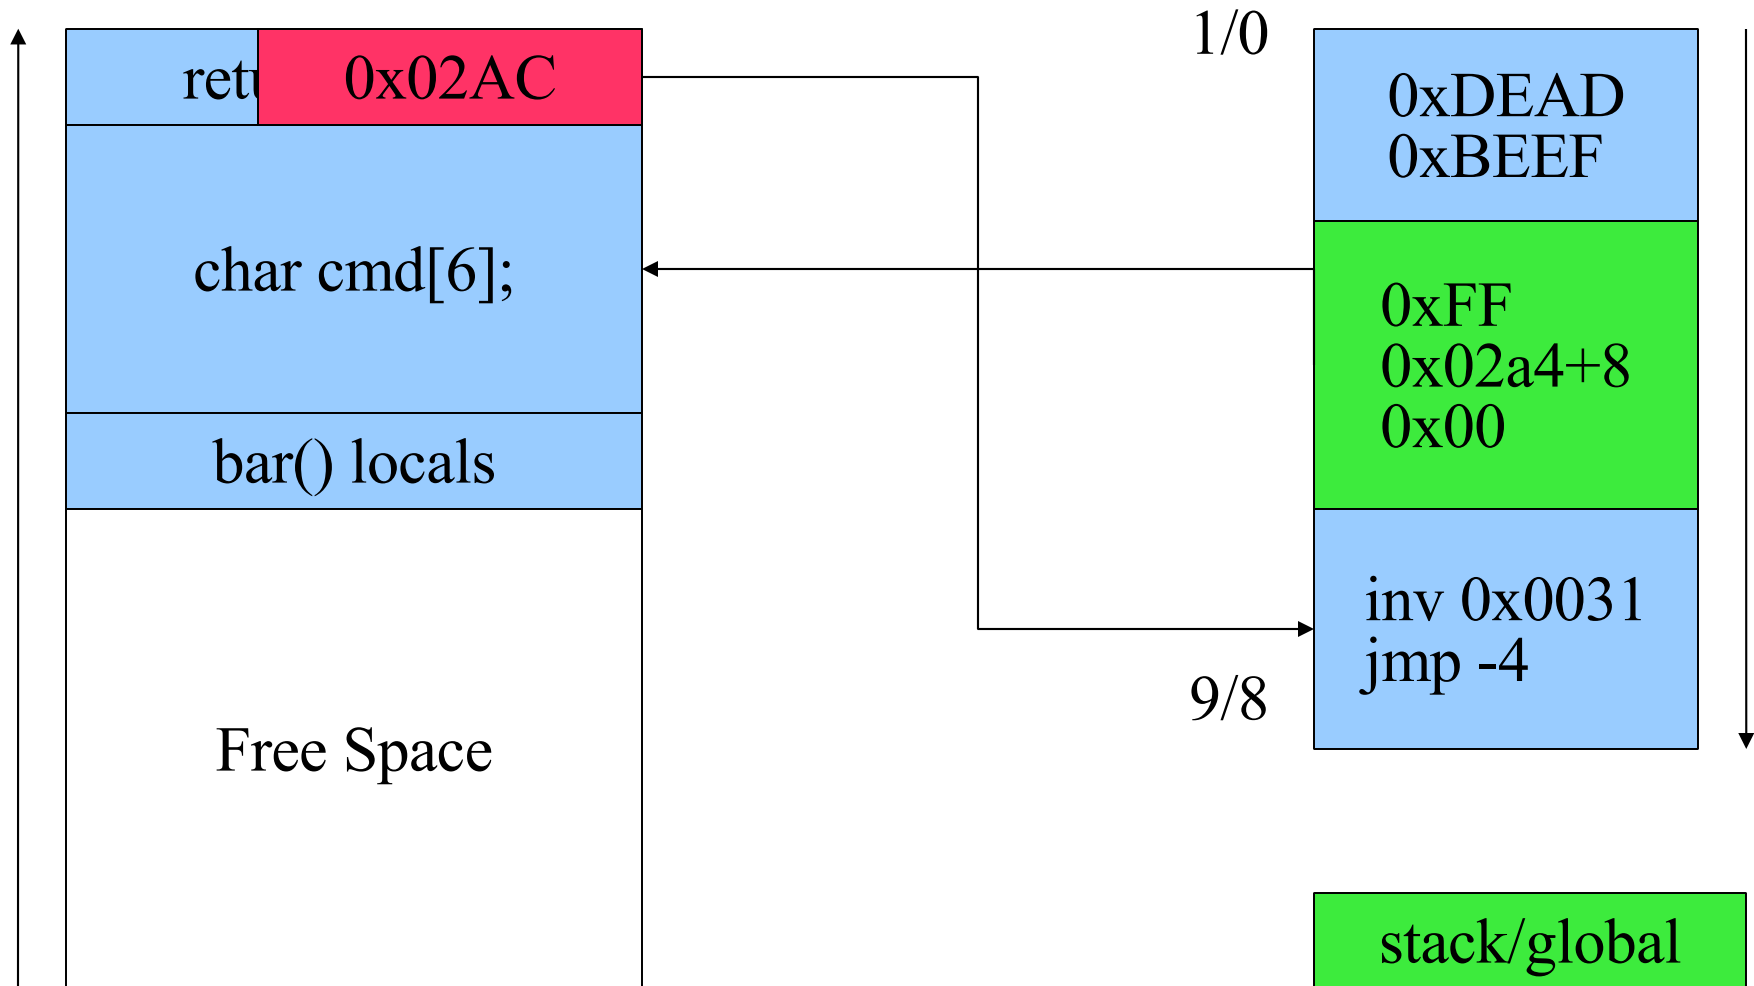 0x02AC
char cmd[6];
bar() locals
Free Space
1/0
0xDEAD
0xBEEF
0xFF
0x02a4+8
0x00
inv 0x0031
jmp -4
9/8
stack/global